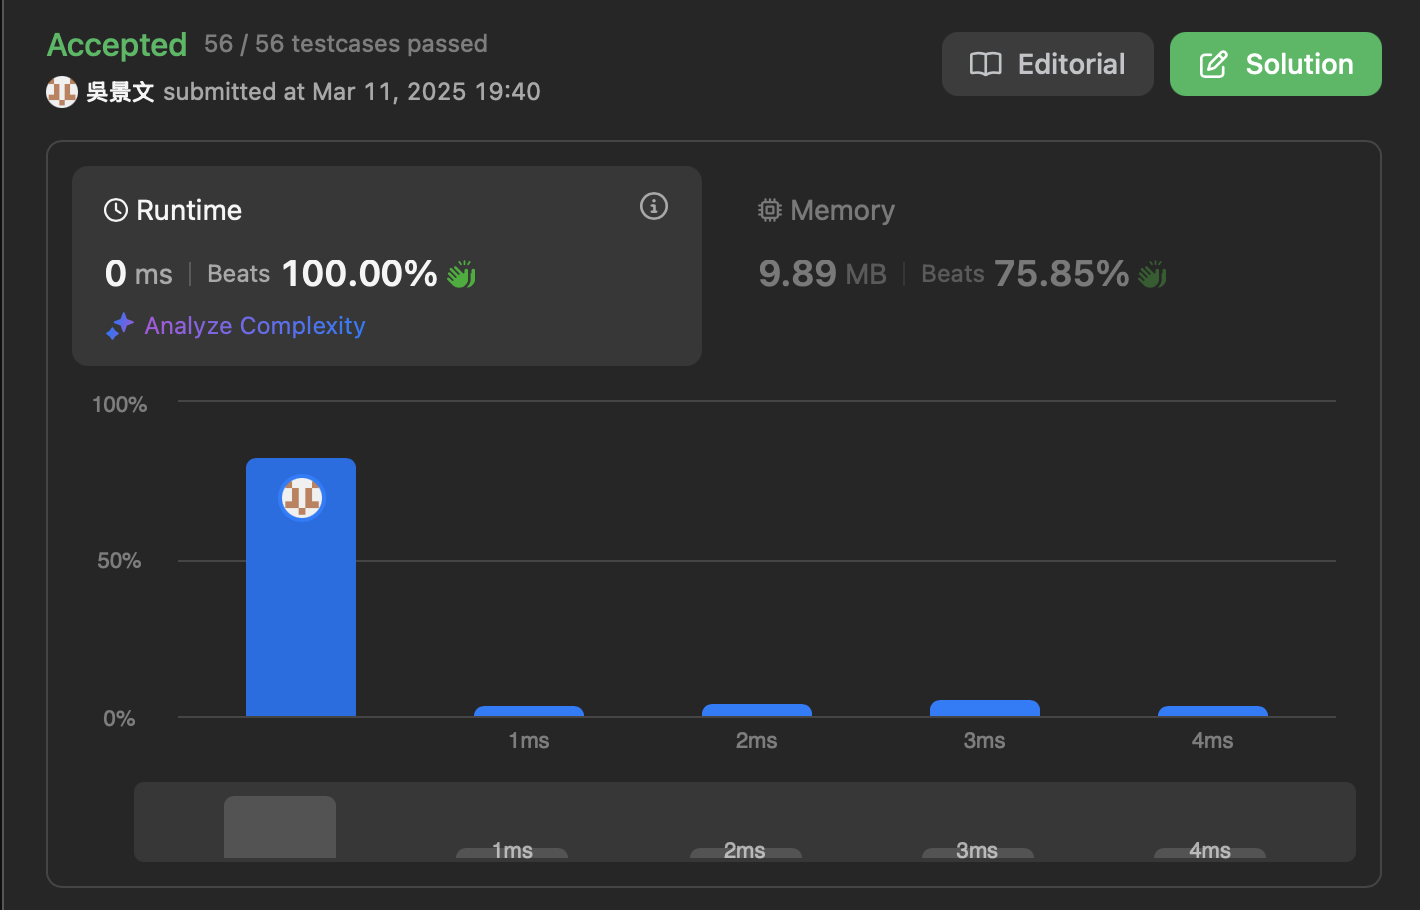 Accepted 56 / 56 testcases passed
吳景文 submitted at Mar 11, 2025 19:40
Editorial
Solution
Runtime
0 ms | Beats 100.00%
Analyze Complexity
Memory
9.89 MB | Beats 75.85%
100%
50%
0%
1ms 2ms 3ms 4ms
1ms 2ms 3ms 4ms